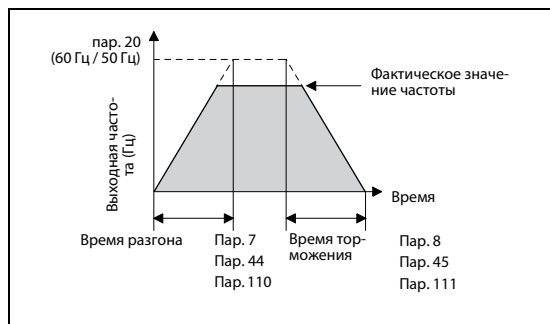 пар. 20
(60 Гц / 50 Гц)
Фактическое значе-
ние частоты
Выходная часто-
та (Гц)
Время
Время разгона
Пар. 7
Пар. 44
Пар. 110
Время тор-
можения
Пар. 8
Пар. 45
Пар. 111